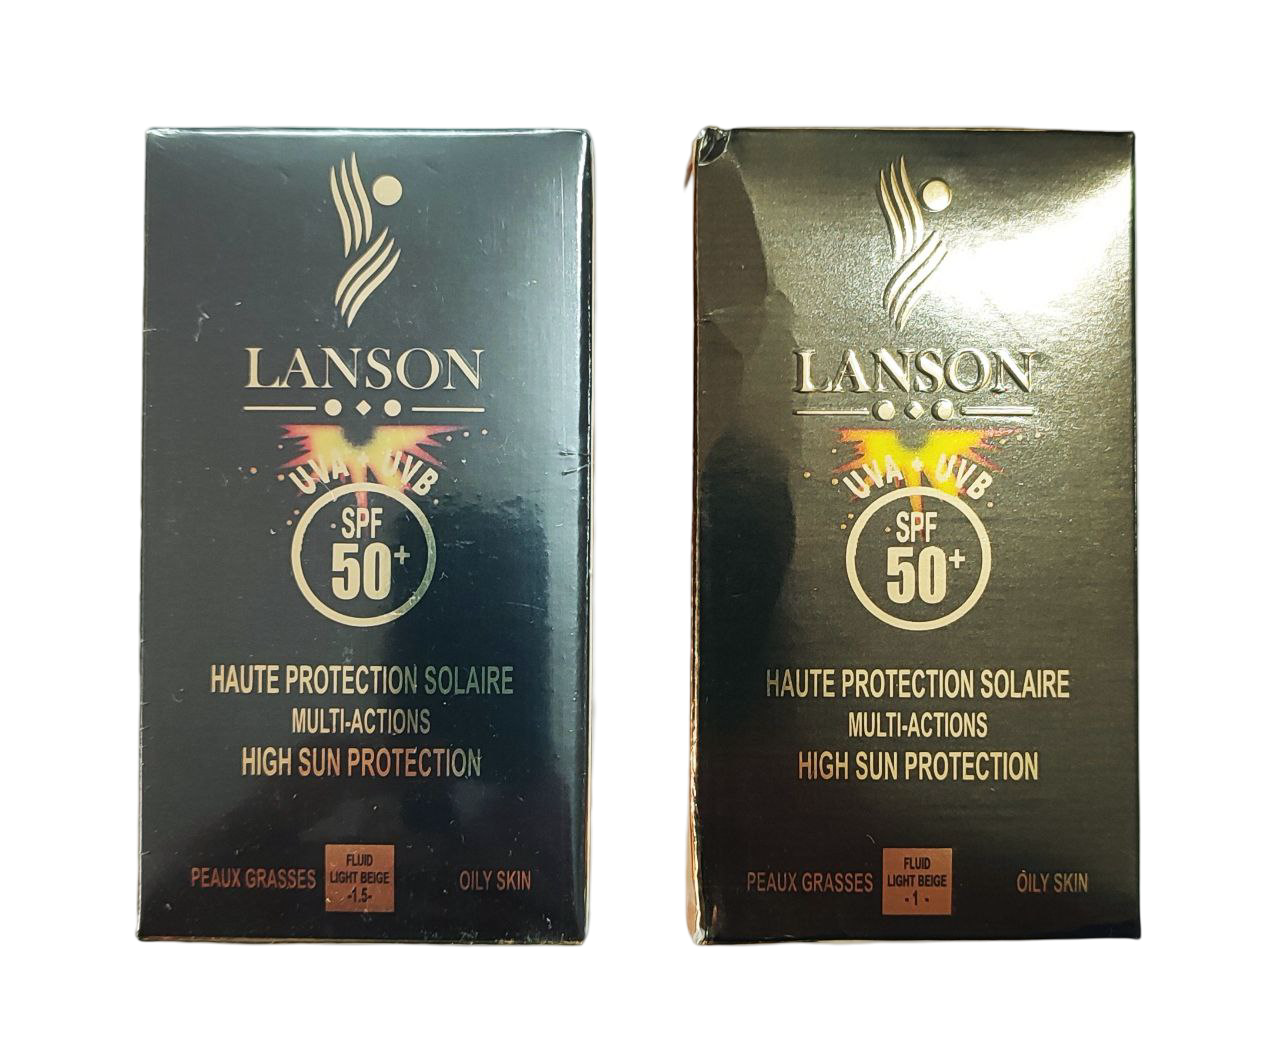 LANSON
UVA + UVB
SPF
50+
HAUTE PROTECTION SOLAIRE
MULTI-ACTIONS
HIGH SUN PROTECTION
PEAUX GRASSES
FLUID
LIGHT BEIGE
-1.5-
OILY SKIN
LANSON
UVA + UVB
SPF
50+
HAUTE PROTECTION SOLAIRE
MULTI-ACTIONS
HIGH SUN PROTECTION
PEAUX GRASSES
FLUID
LIGHT BEIGE
- 1 -
OILY SKIN